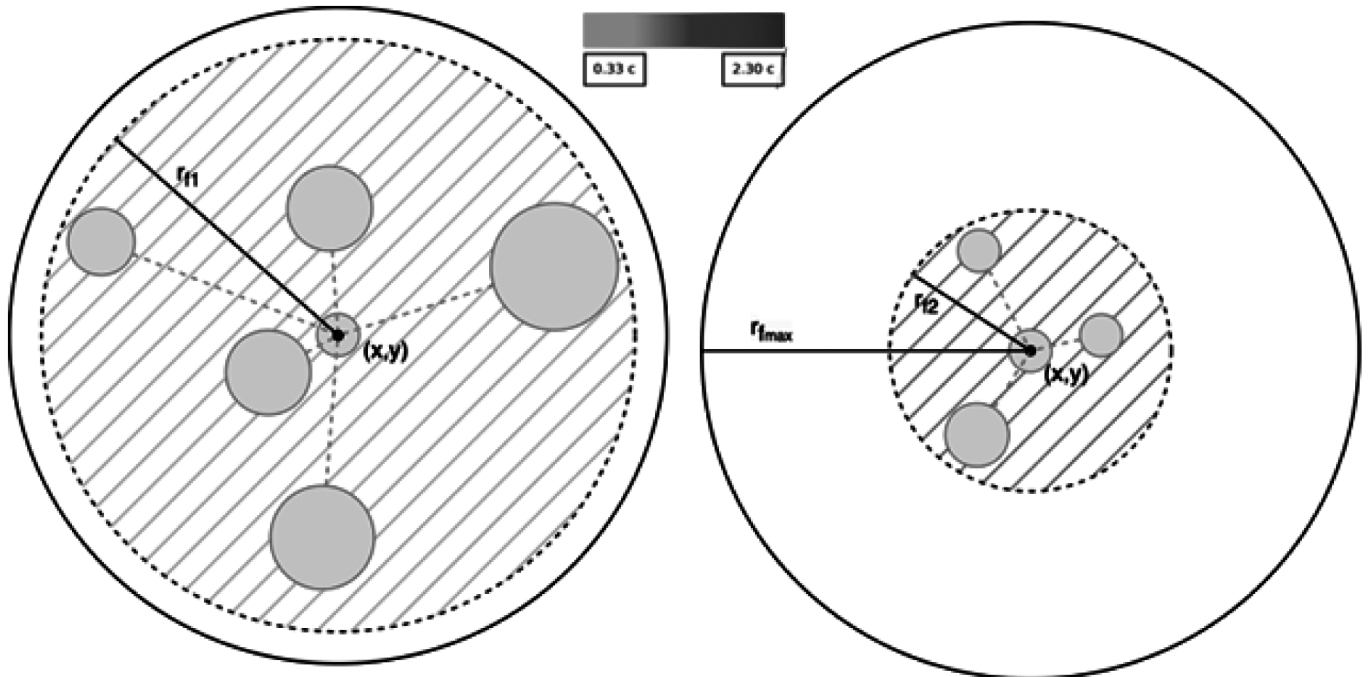 0.33 c
2.30 c
r_f1
(x,y)
r_f2
r_fmax
(x,y)